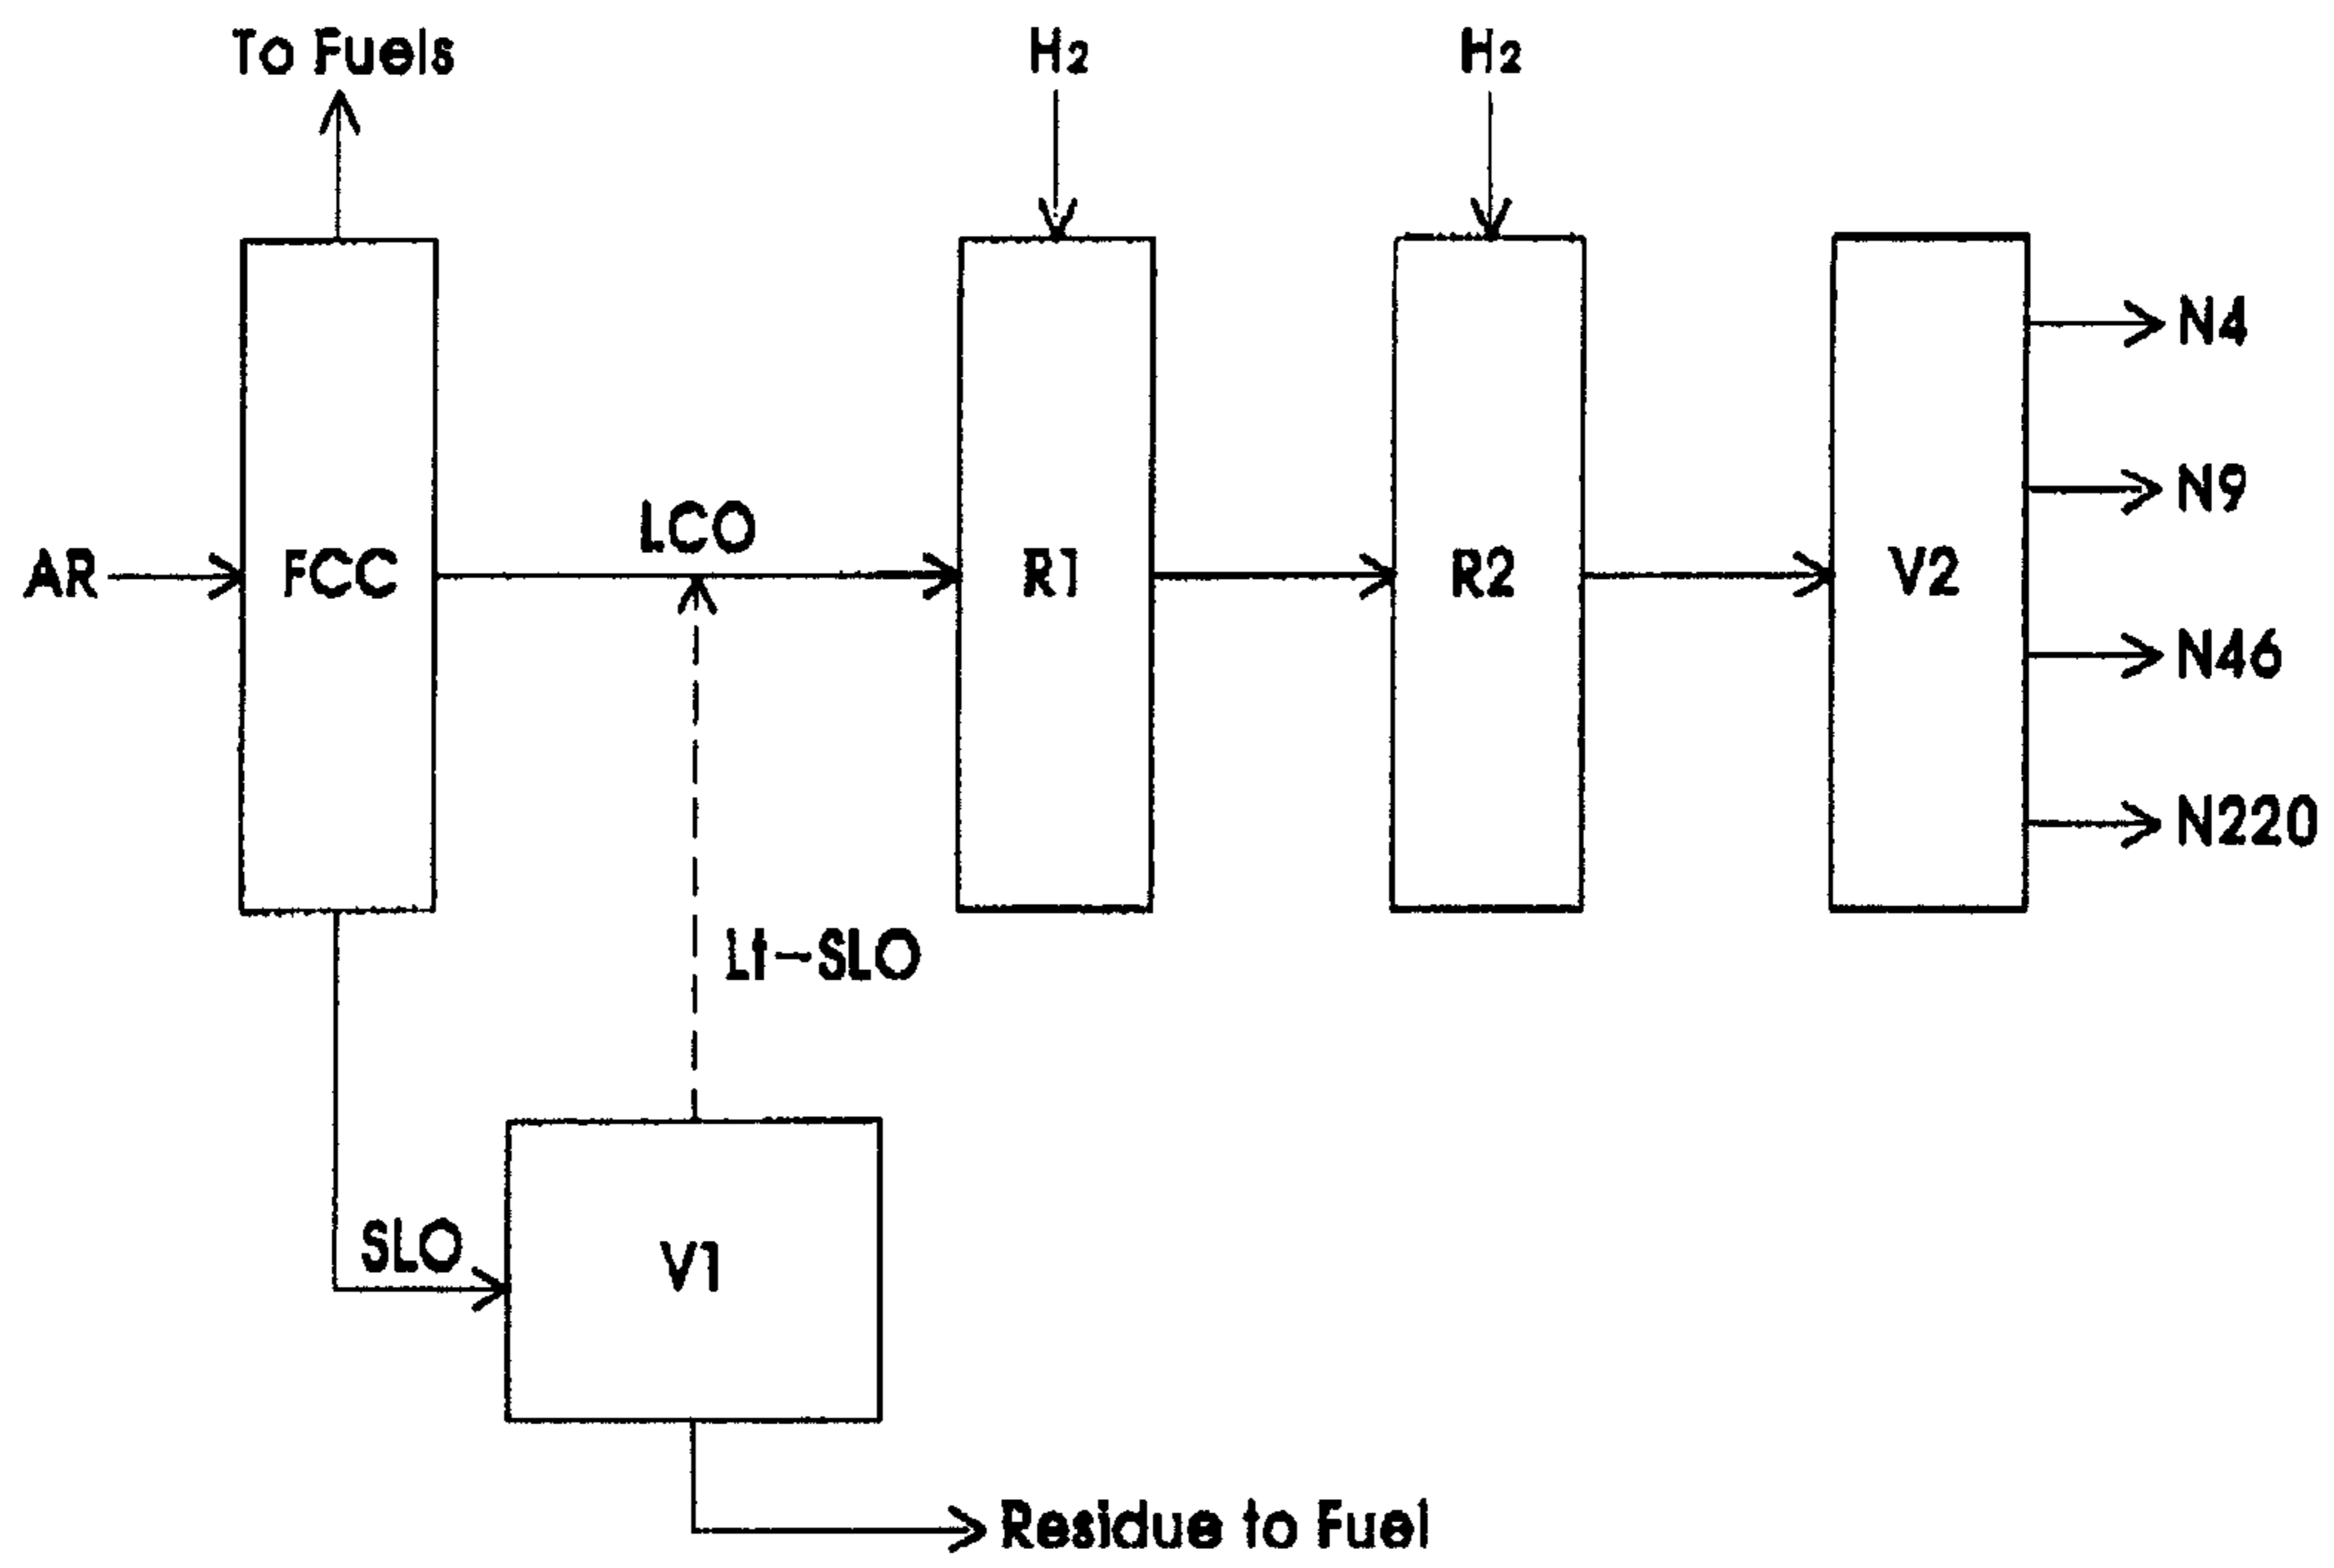 To Fuels
H2
H2
N4
N9
LCO
AR
FCC
R1
R2
V2
N46
N220
Lt-SLO
SLO
V1
Residue to Fuel